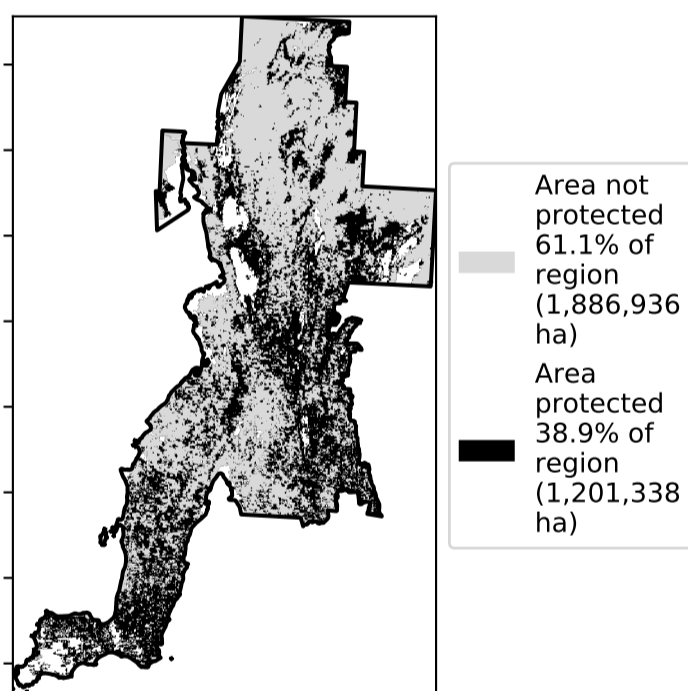 Area not
protected
61.1% of
region
(1,886,936
ha)
Area
protected
38.9% of
region
(1,201,338
ha)